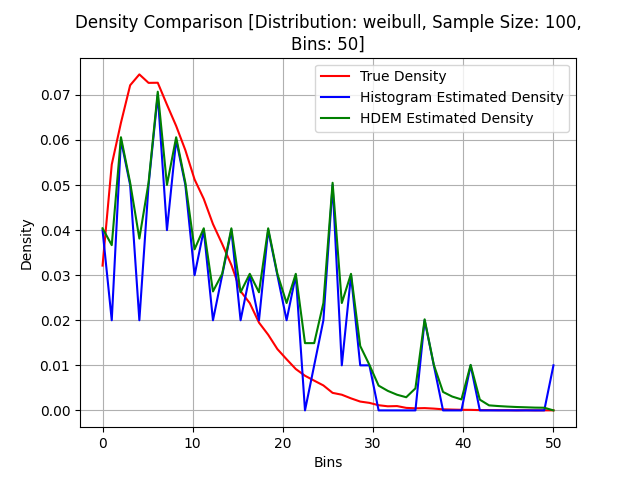 Density Comparison [Distribution: weibull, Sample Size: 100,
Bins: 50]
True Density
Histogram Estimated Density
HDEM Estimated Density
Density
0.07
0.06
0.05
0.04
0.03
0.02
0.01
0.00
0 10 20 30 40 50
Bins